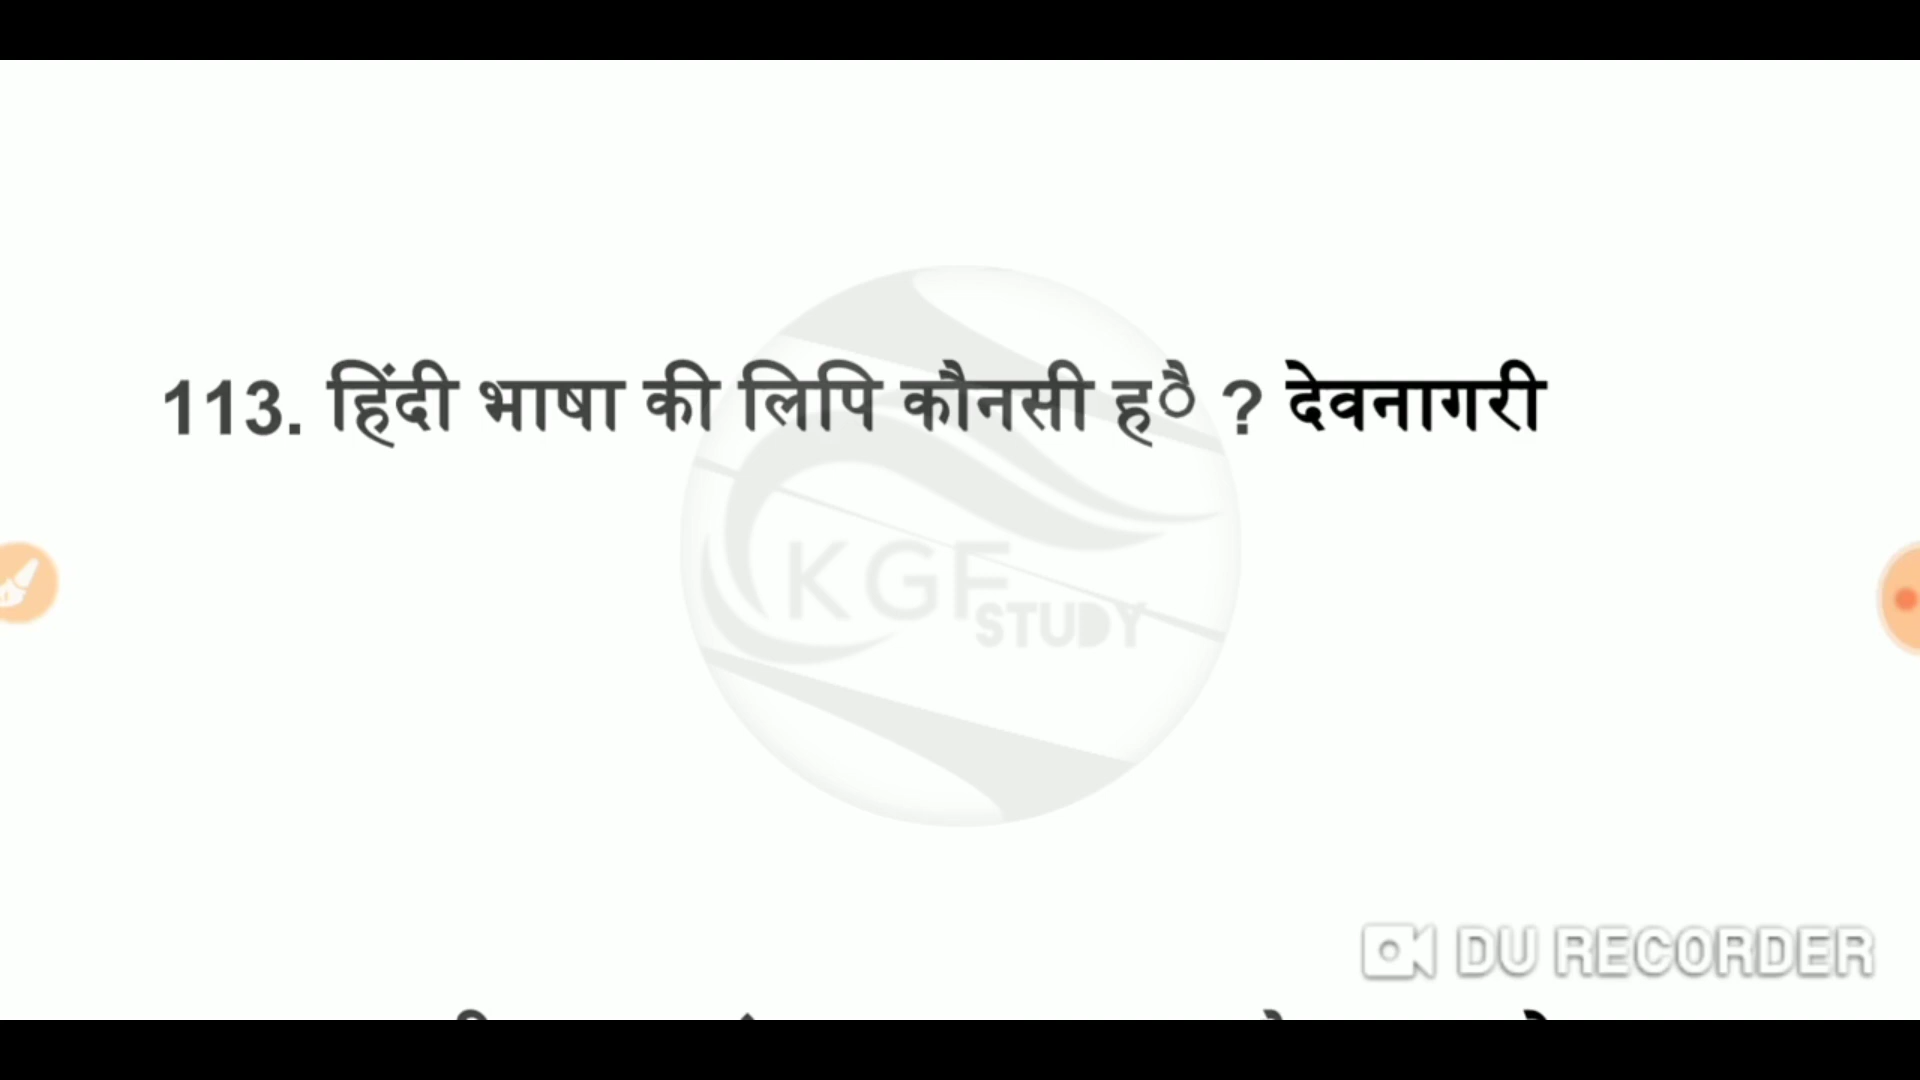 113. हिंदी भाषा की लिपि कौनसी हॆै ? देवनागरी
KGF
STUDY
DU RECORDER